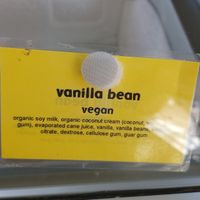 vanilla bean
vegan
organic soy milk, organic coconut cream (coconut,
gum), evaporated cane juice, vanilla, vanilla
citrate, dextrose, cellulose gum, guar gum